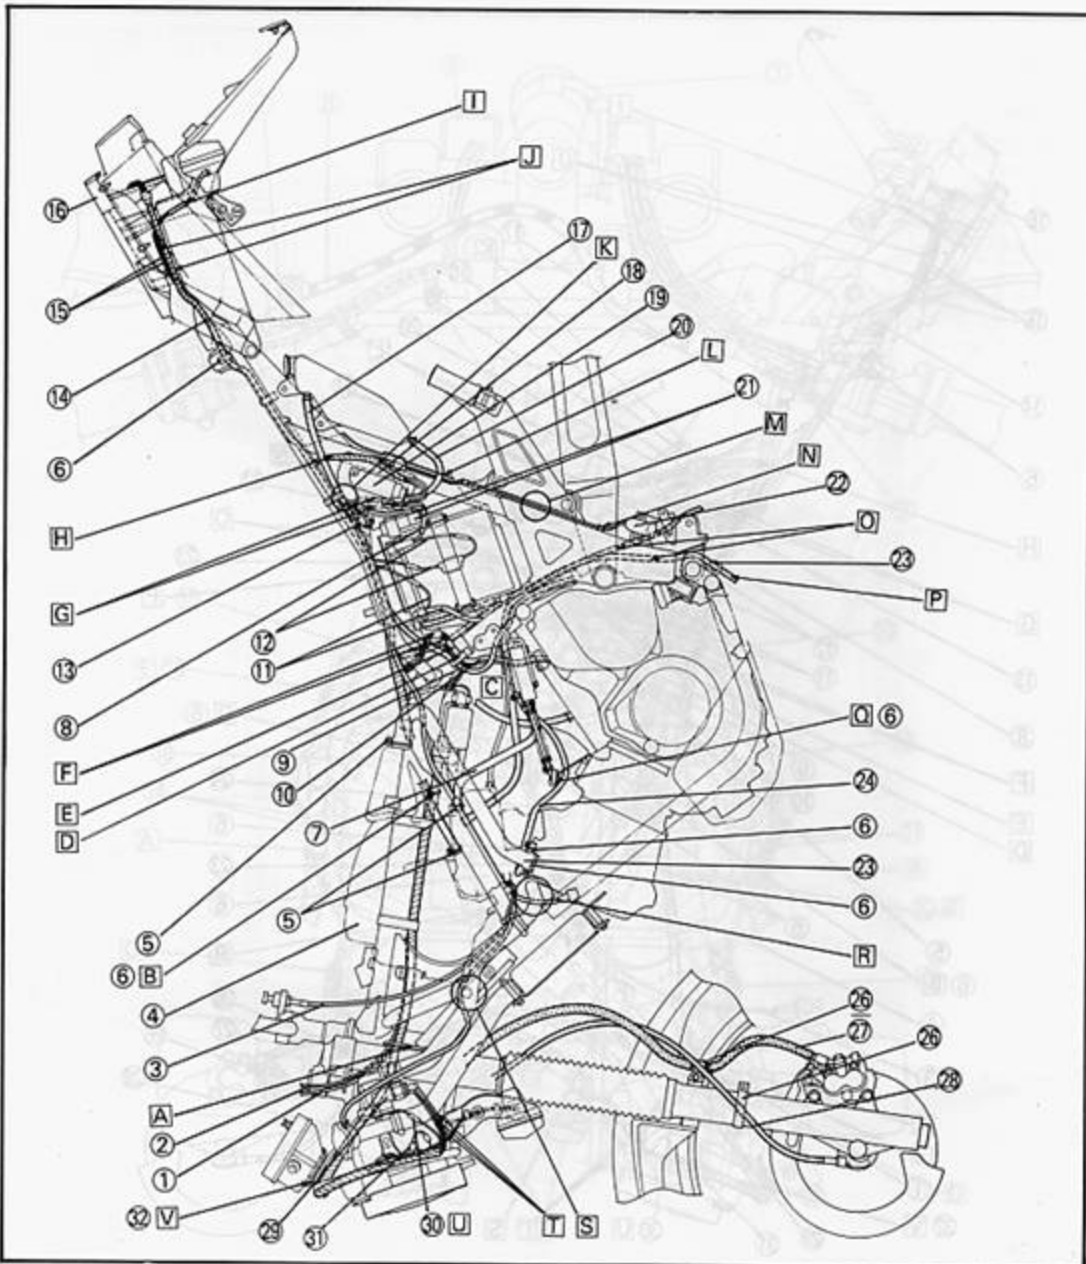 I
J
⑯
⑰
K
⑱
⑲
⑮
⑳
L
㉑
⑭
M
⑥
N
㉒
H
O
㉓
P
G
⑫
⑬
⑪
C
⑧
Q ⑥
F
⑨
⑩
㉔
E
⑦
⑥
D
㉓
⑤
⑥
⑤
R
⑥ B
㉖
④
㉗
㉖
③
㉘
A
②
①
㉜ V
㉙
㉛
㉚ U
T
S